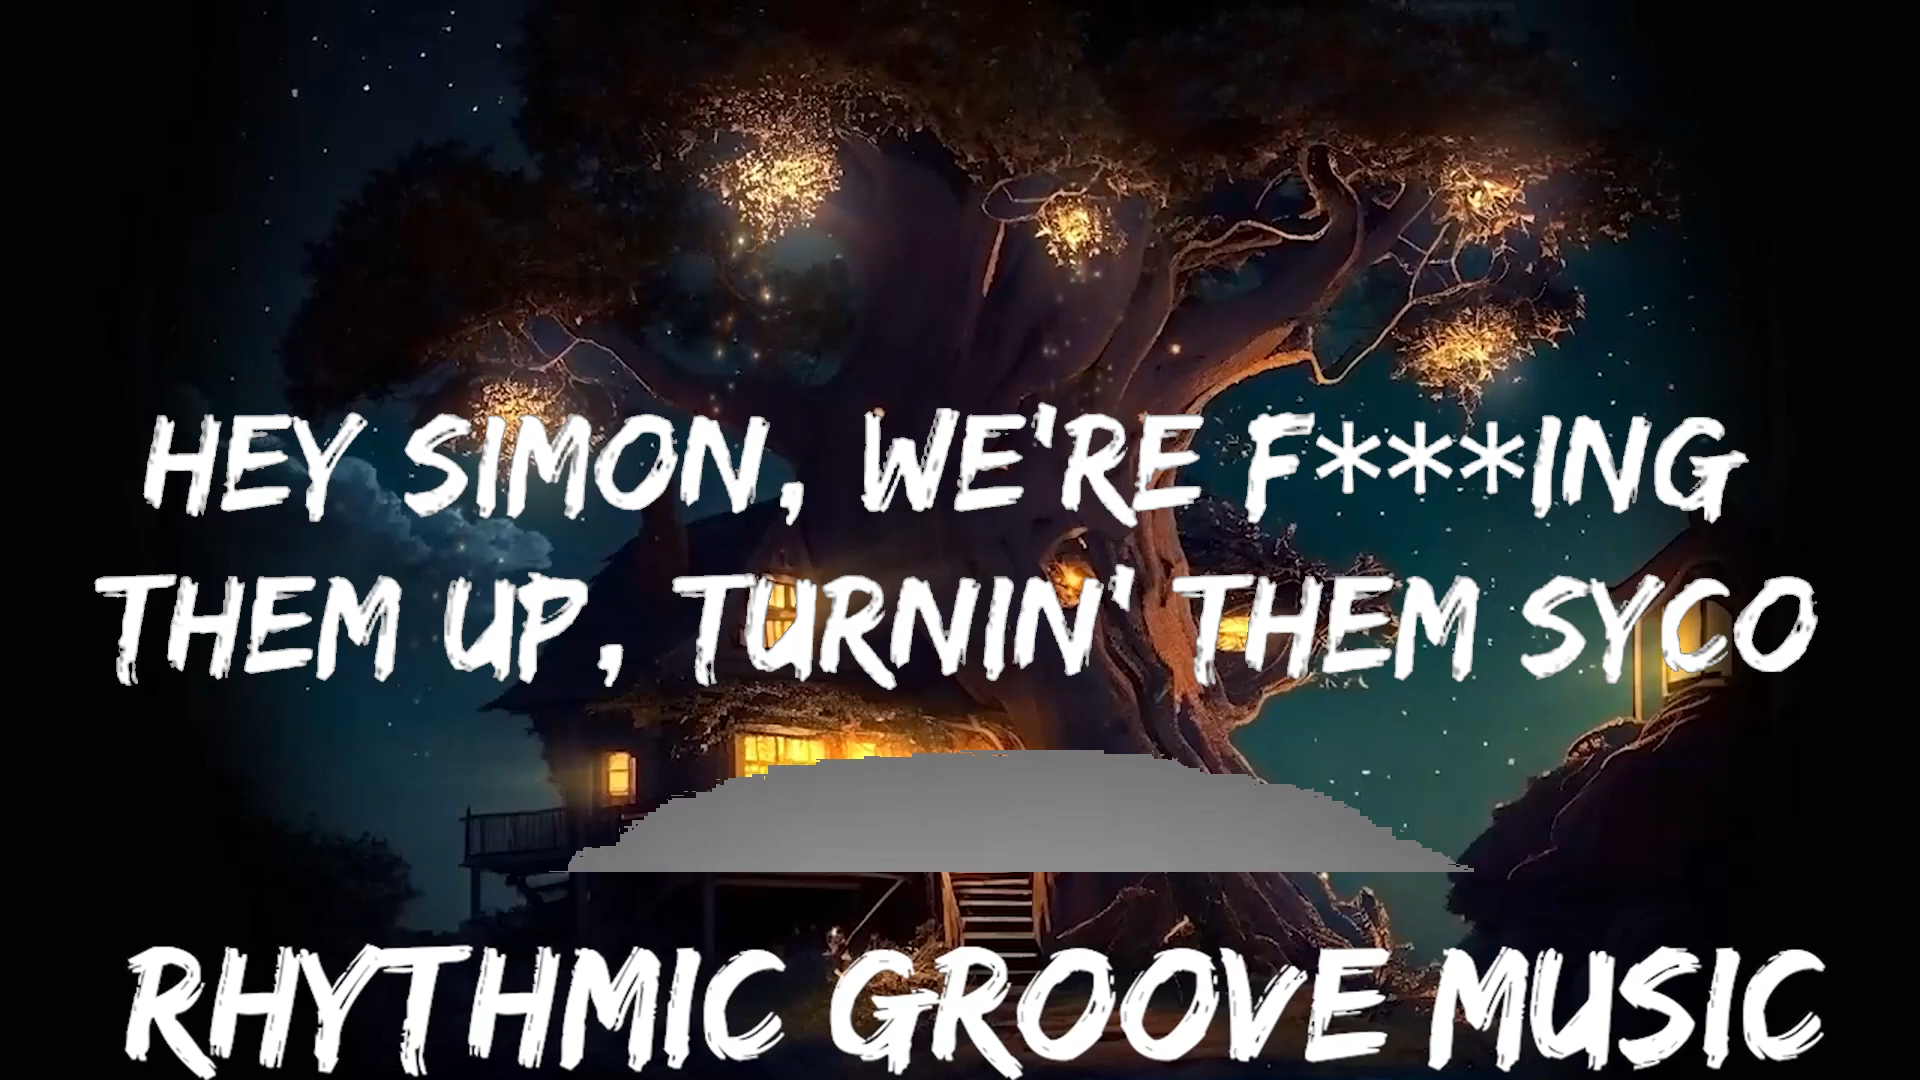 HEY SIMON, WE'RE F***ING
THEM UP, TURNIN' THEM SYCO
RHYTHMIC GROOVE MUSIC